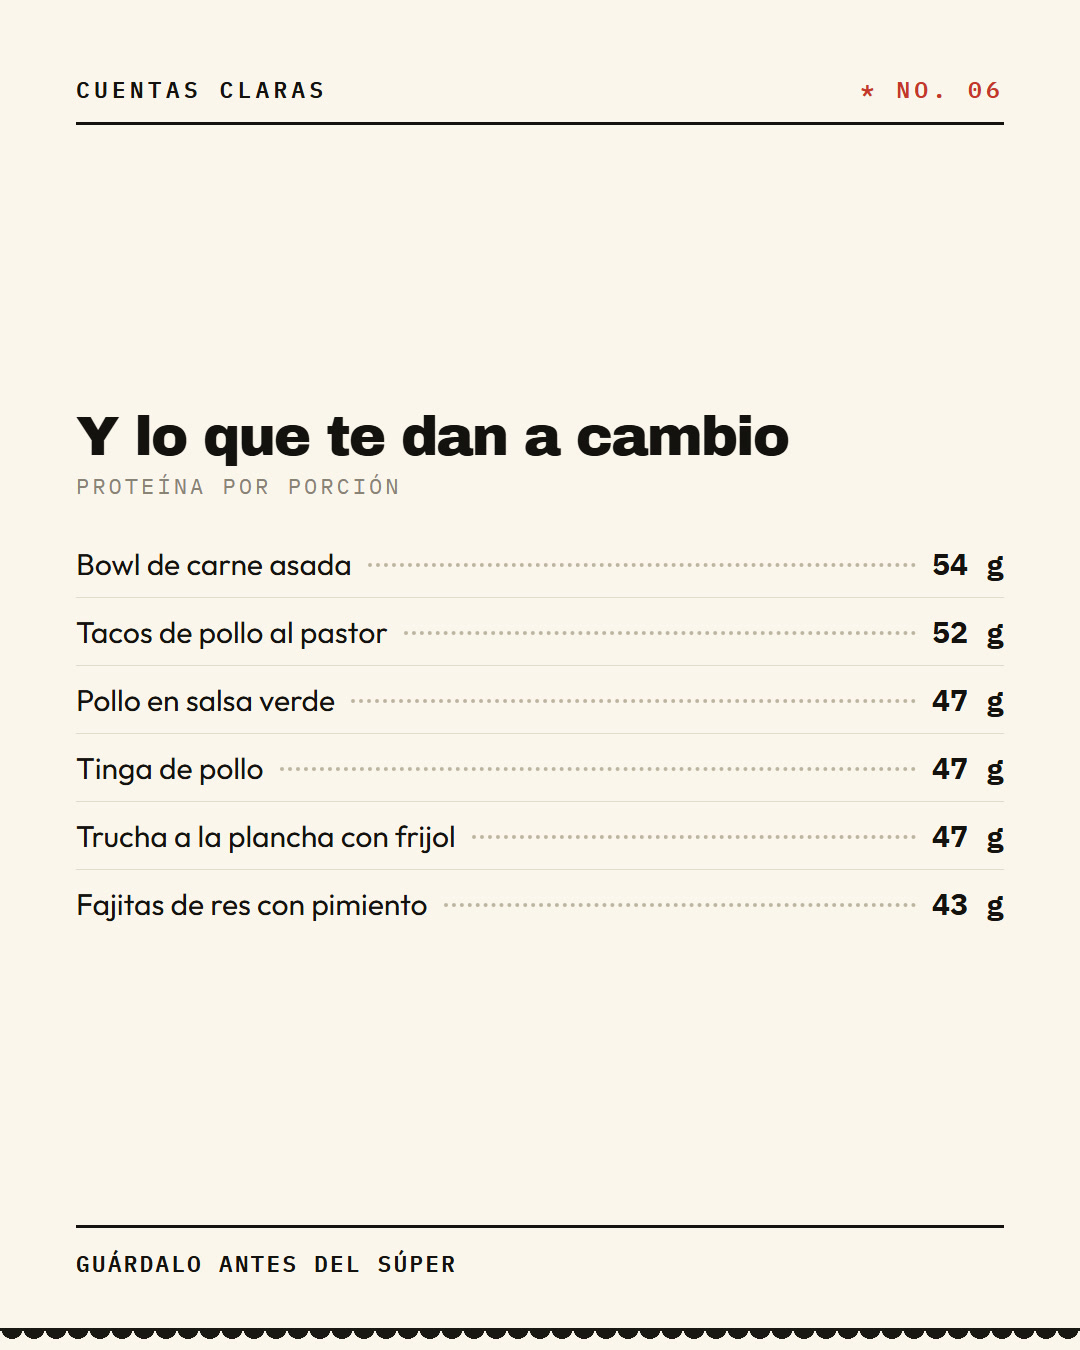 CUENTAS CLARAS
* NO. 06
Y lo que te dan a cambio
PROTEÍNA POR PORCIÓN
Bowl de carne asada 54 g
Tacos de pollo al pastor 52 g
Pollo en salsa verde 47 g
Tinga de pollo 47 g
Trucha a la plancha con frijol 47 g
Fajitas de res con pimiento 43 g
GUÁRDALO ANTES DEL SÚPER